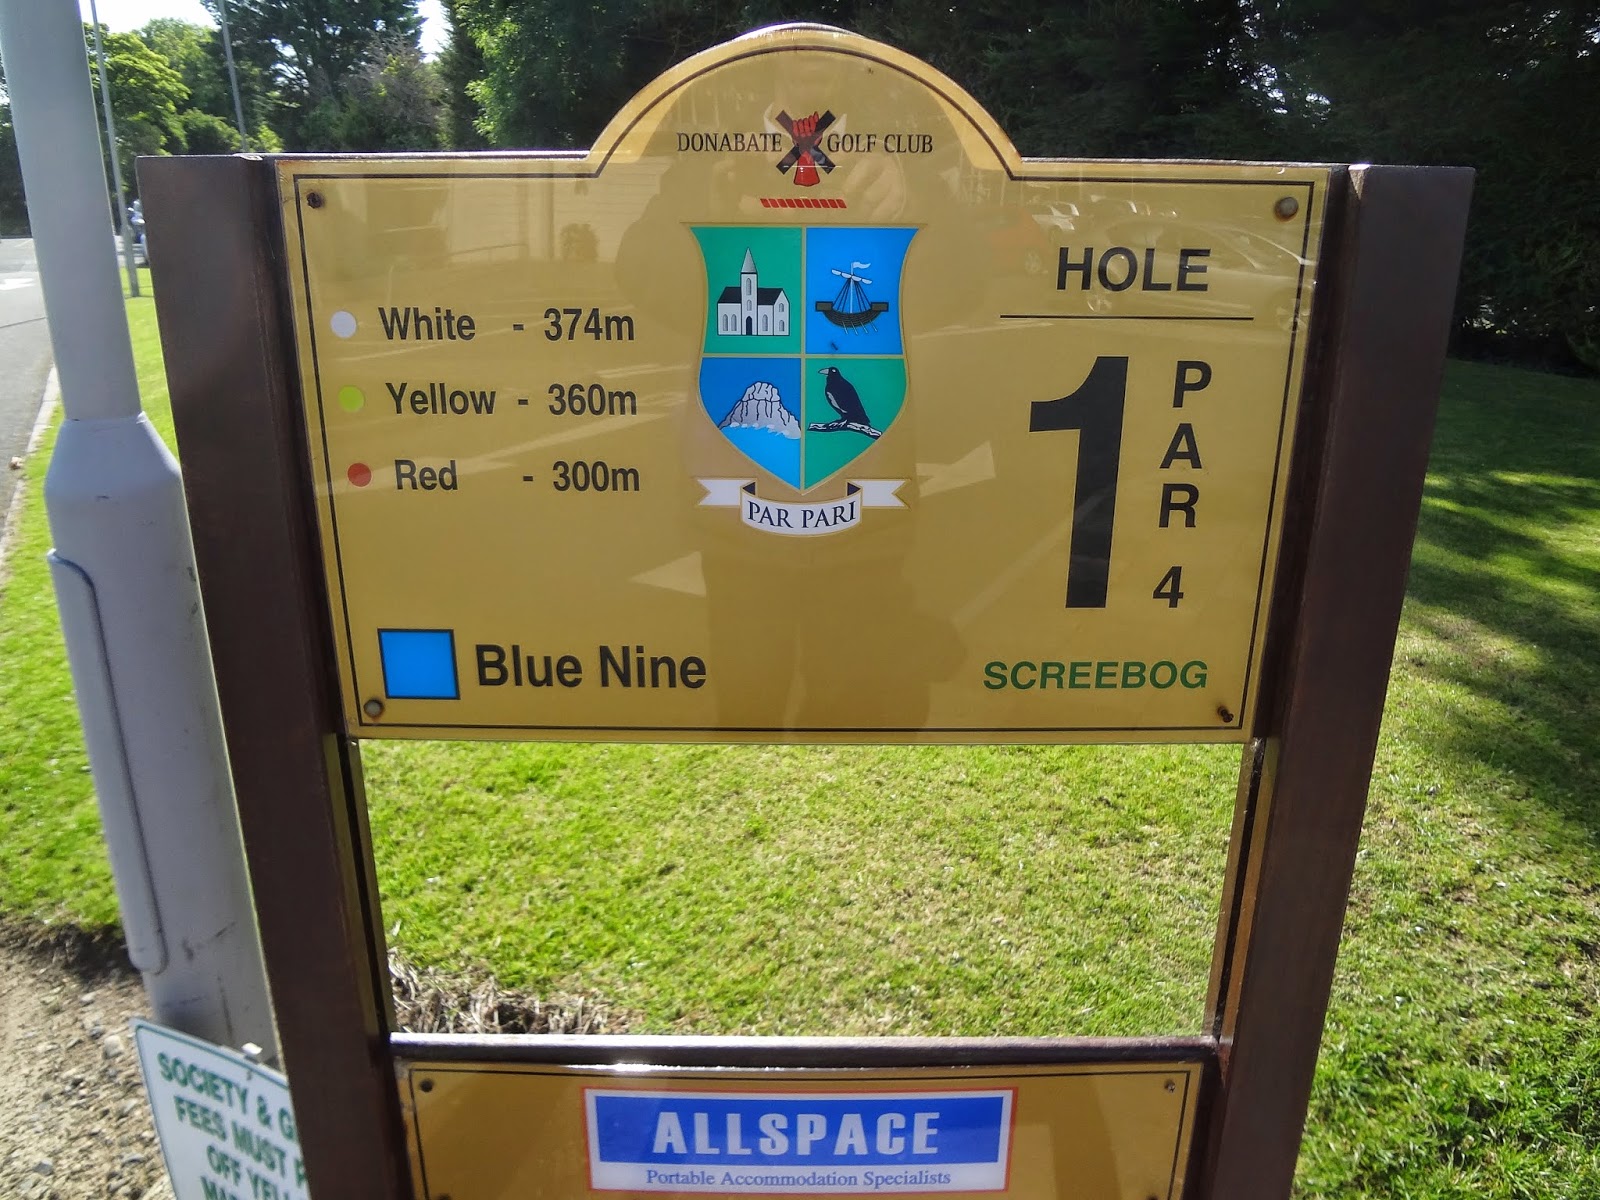 DONABATE GOLF CLUB
White - 374m
Yellow - 360m
Red - 300m
PAR PARI
HOLE
1
PAR
4
Blue Nine
SCREEBOG
ALLSPACE
Portable Accommodation Specialists
SOCIETY & G
FEES MUST
OFF